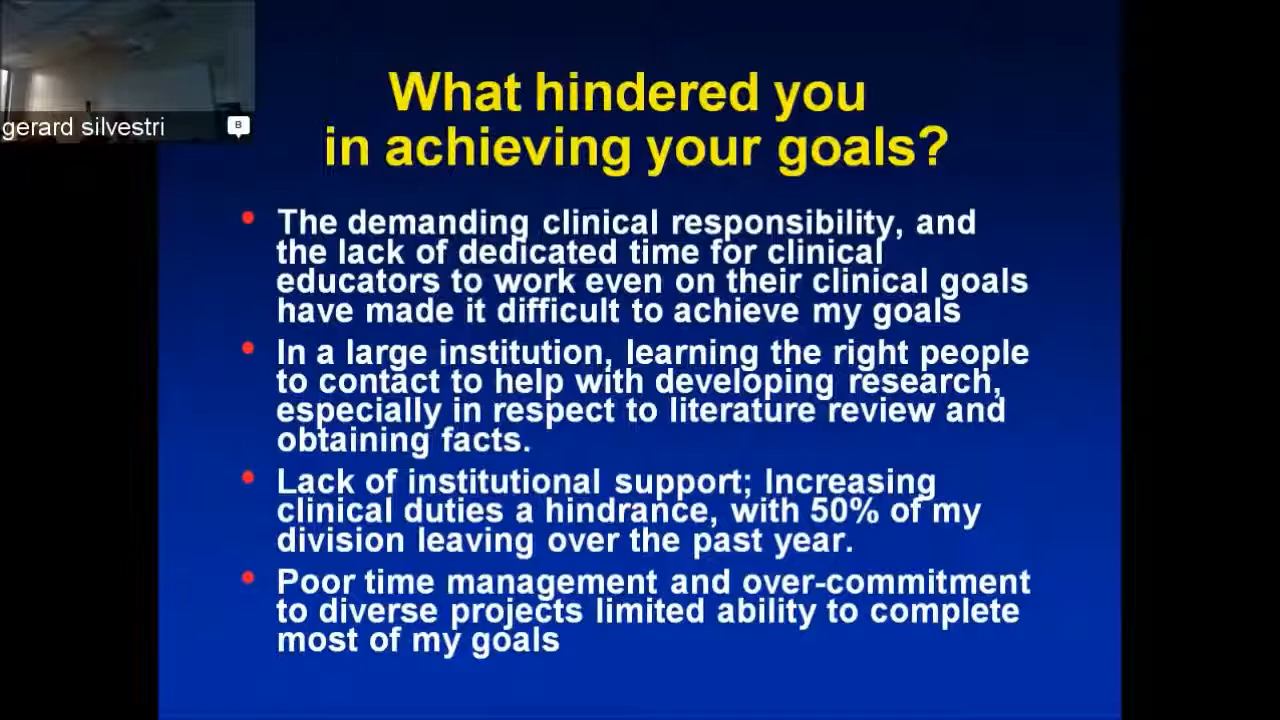 gerard silvestri
What hindered you
in achieving your goals?
• The demanding clinical responsibility, and
the lack of dedicated time for clinical
educators to work even on their clinical goals
have made it difficult to achieve my goals
• In a large institution, learning the right people
to contact to help with developing research,
especially in respect to literature review and
obtaining facts.
• Lack of institutional support; Increasing
clinical duties a hindrance, with 50% of my
division leaving over the past year.
• Poor time management and over-commitment
to diverse projects limited ability to complete
most of my goals